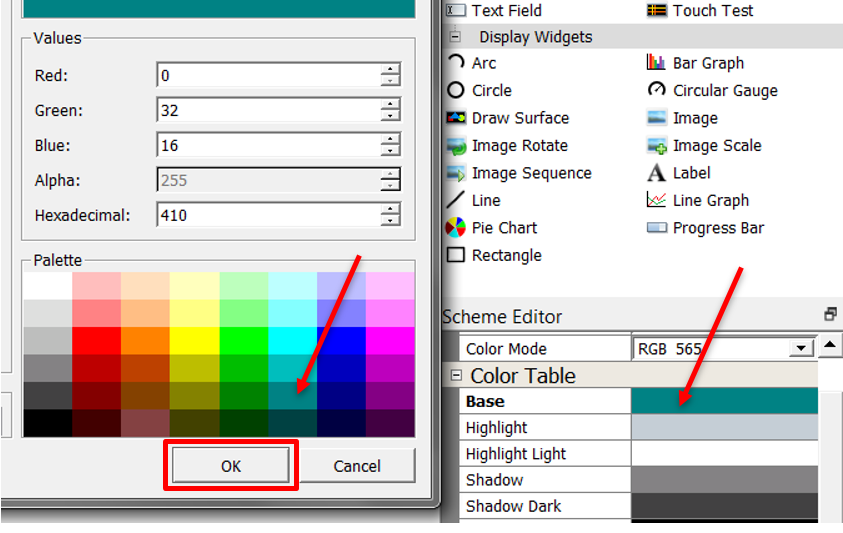 Values
Red: 0
Green: 32
Blue: 16
Alpha: 255
Hexadecimal: 410
Palette
OK Cancel
Text Field Touch Test
Display Widgets
Arc Bar Graph
Circle Circular Gauge
Draw Surface Image
Image Rotate Image Scale
Image Sequence Label
Line Line Graph
Pie Chart Progress Bar
Rectangle
Scheme Editor
Color Mode RGB 565
Color Table
Base
Highlight
Highlight Light
Shadow
Shadow Dark